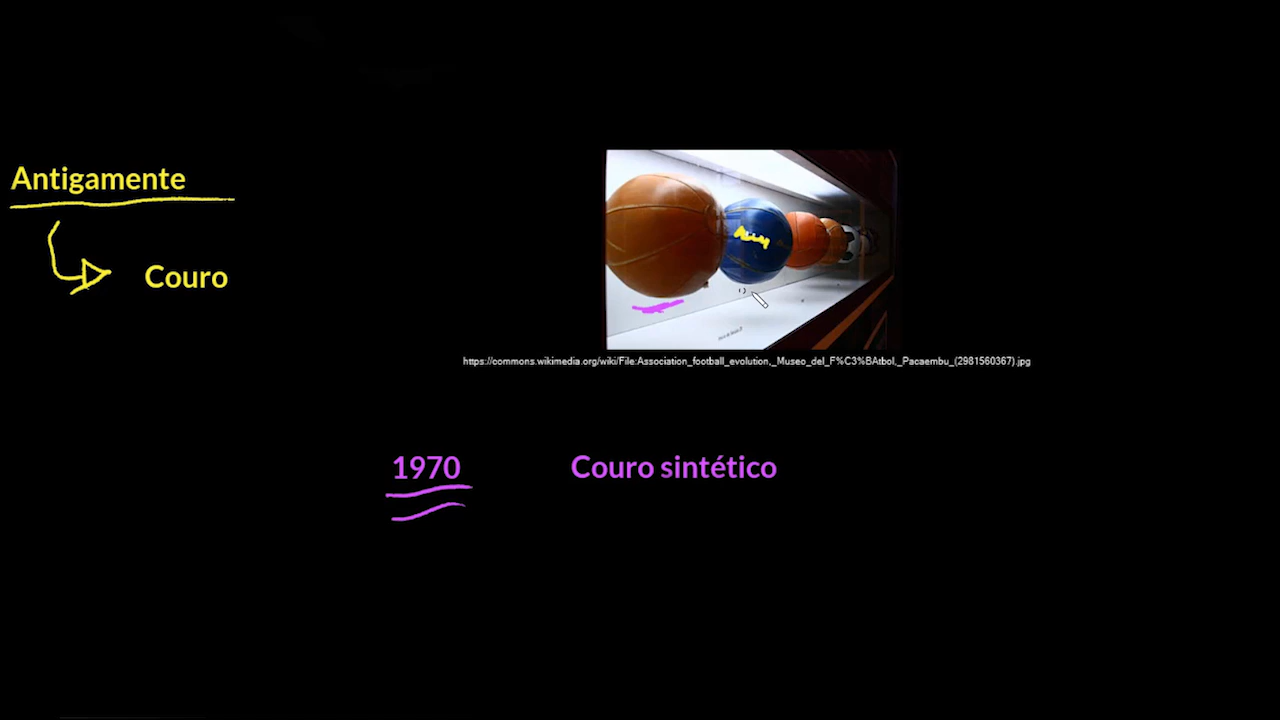 Antigamente
Couro
https://commons.wikimedia.org/wiki/File:Association_football_evolution,_Museo_del_F%C3%BAtbol,_Pacaembu_(2981560367).jpg
1970
Couro sintético